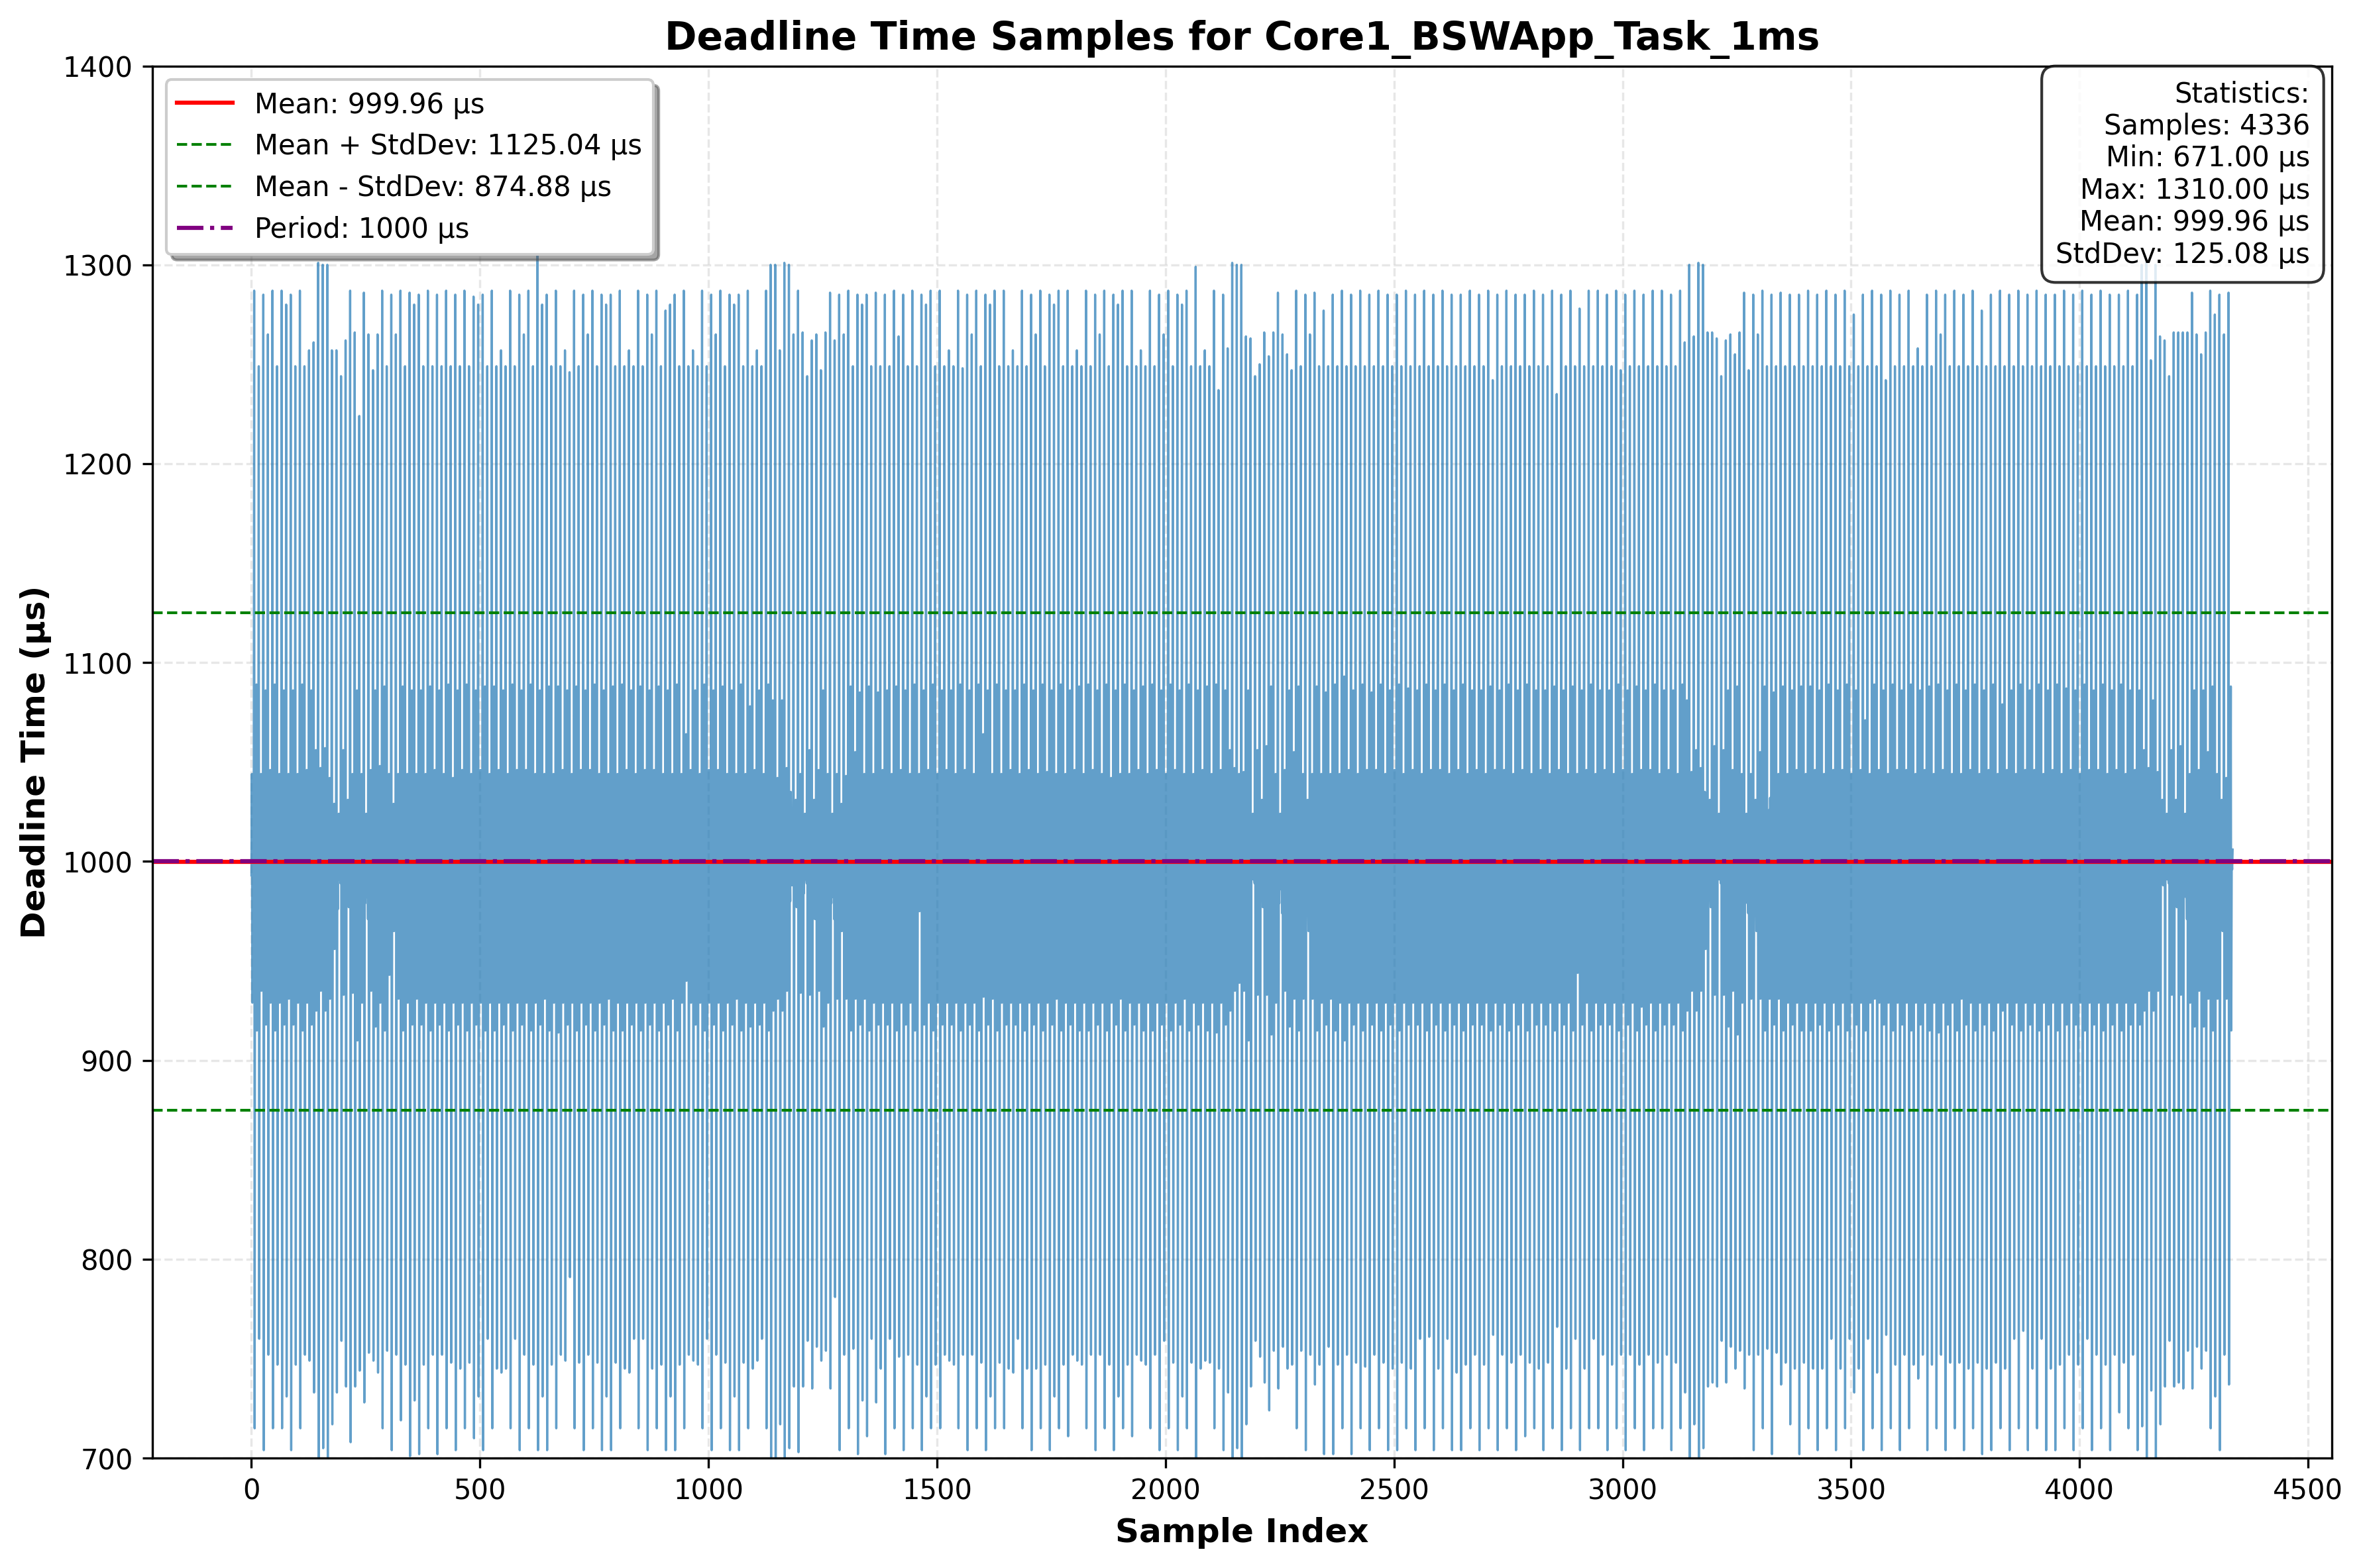 Deadline Time Samples for Core1_BSWApp_Task_1ms
Mean: 999.96 µs
Mean + StdDev: 1125.04 µs
Mean - StdDev: 874.88 µs
Period: 1000 µs
Statistics:
Samples: 4336
Min: 671.00 µs
Max: 1310.00 µs
Mean: 999.96 µs
StdDev: 125.08 µs
Deadline Time (µs)
1400
1300
1200
1100
1000
900
800
700
0 500 1000 1500 2000 2500 3000 3500 4000 4500
Sample Index